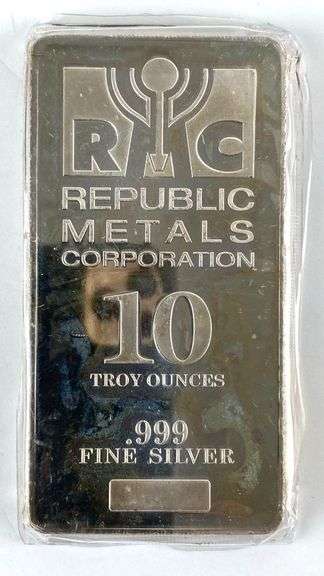 RMC
REPUBLIC
METALS
CORPORATION
10
TROY OUNCES
.999
FINE SILVER